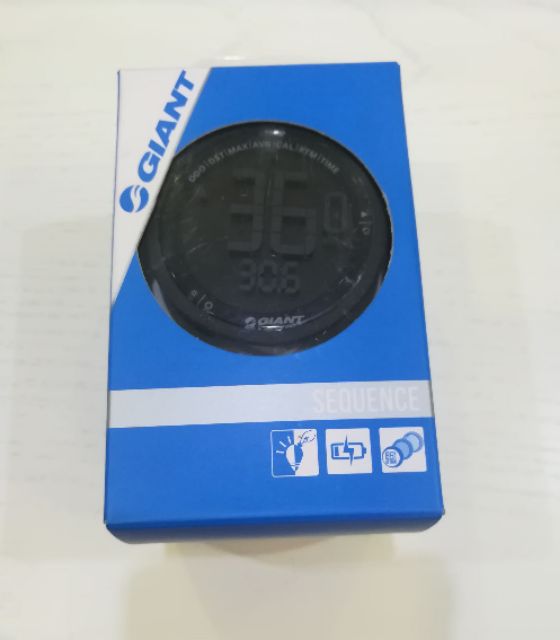 GIANT
ODO|DST|MAX|AVG|CAL|RTM|TIME
36.0
30.6
GIANT
SEQUENCE